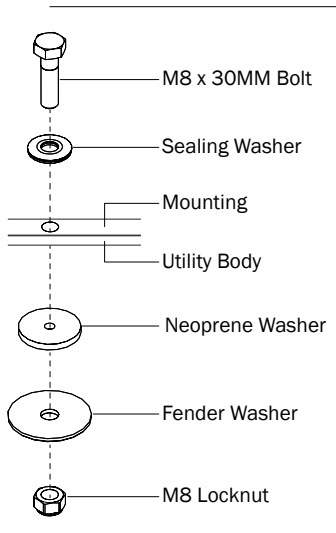 M8 x 30MM Bolt
Sealing Washer
Mounting
Utility Body
Neoprene Washer
Fender Washer
M8 Locknut